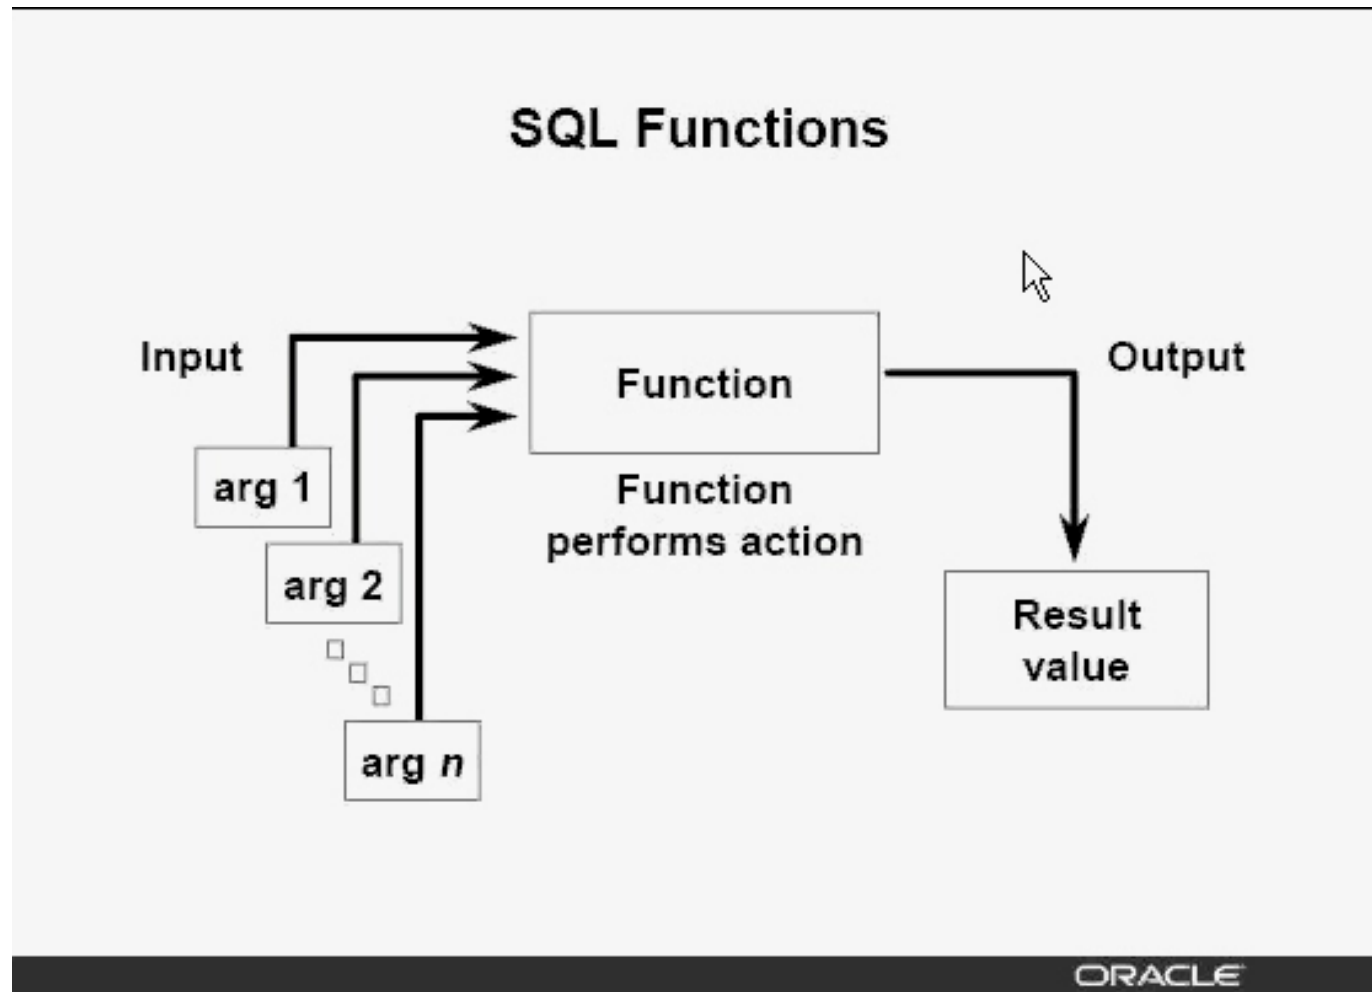 SQL Functions
Input
arg 1
arg 2
arg n
Function
Function
performs action
Output
Result
value
ORACLE